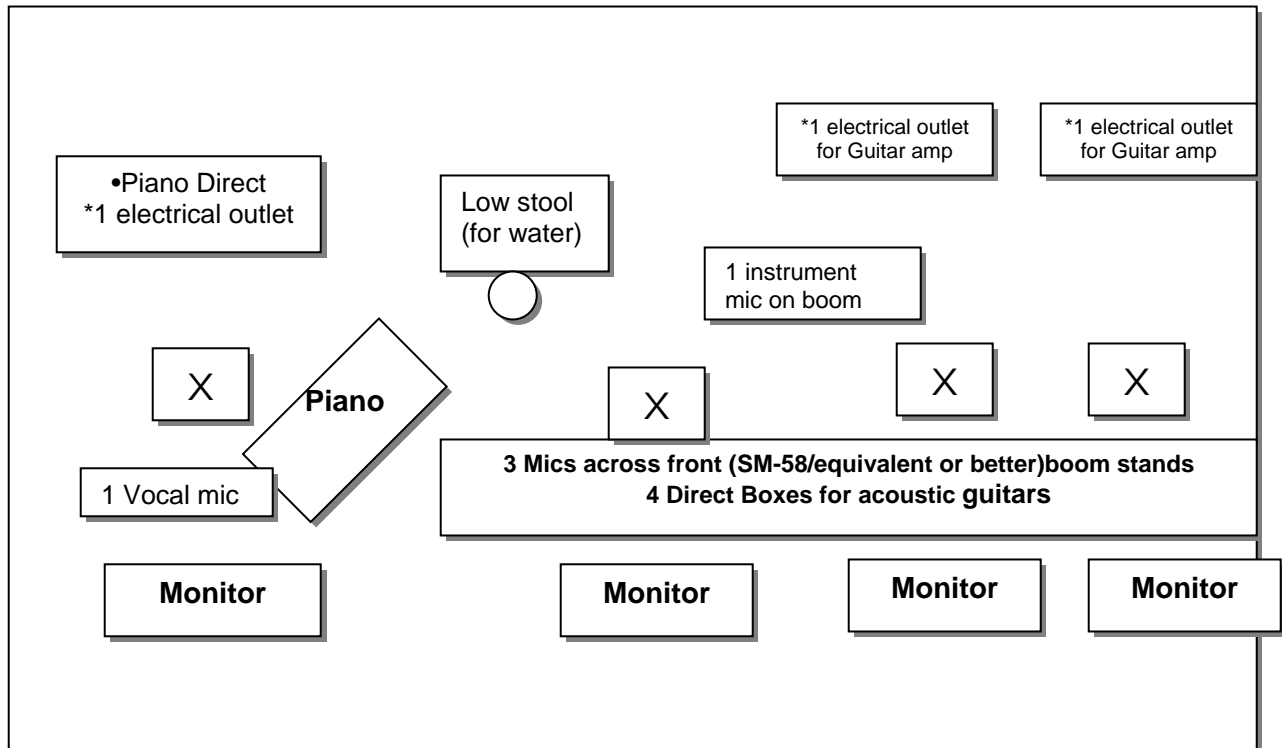 *1 electrical outlet
for Guitar amp
*1 electrical outlet
for Guitar amp
•Piano Direct
*1 electrical outlet
Low stool
(for water)
1 instrument
mic on boom
X
Piano
X
X
X
3 Mics across front (SM-58/equivalent or better)boom stands
4 Direct Boxes for acoustic guitars
1 Vocal mic
Monitor
Monitor
Monitor
Monitor